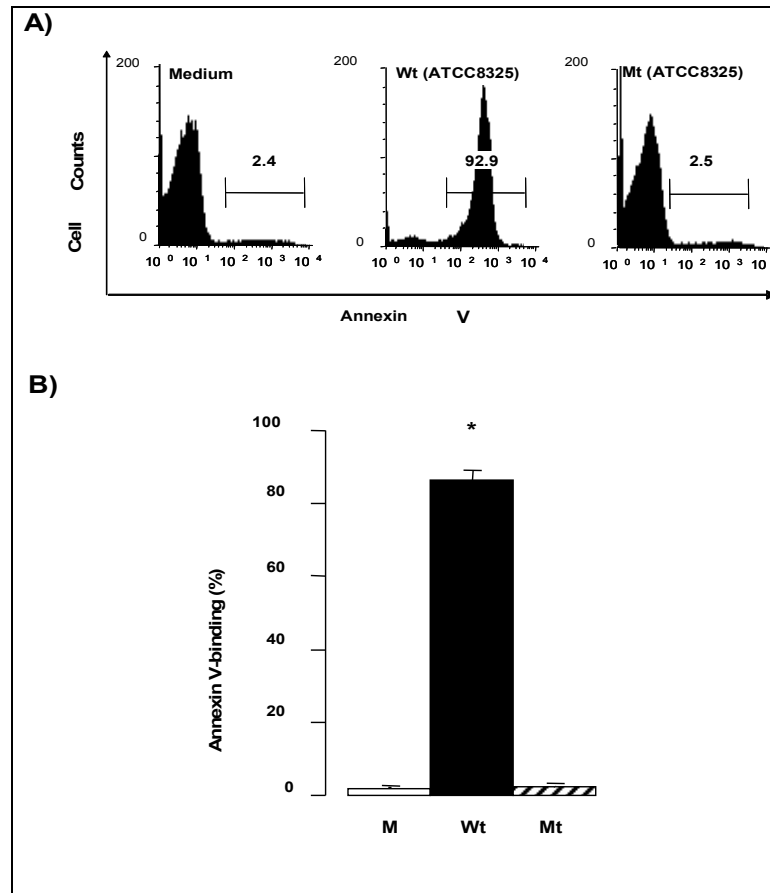 A)
200
Medium
2.4
0
10 0 10 1 10 2 10 3 10 4
200
Wt (ATCC8325)
92.9
0
10 0 10 1 10 2 10 3 10 4
200
Mt (ATCC8325)
2.5
0
10 0 10 1 10 2 10 3 10
Cell Counts
Annexin V
B)
100
80
60
40
20
0
*
Annexin V-binding (%)
M Wt Mt